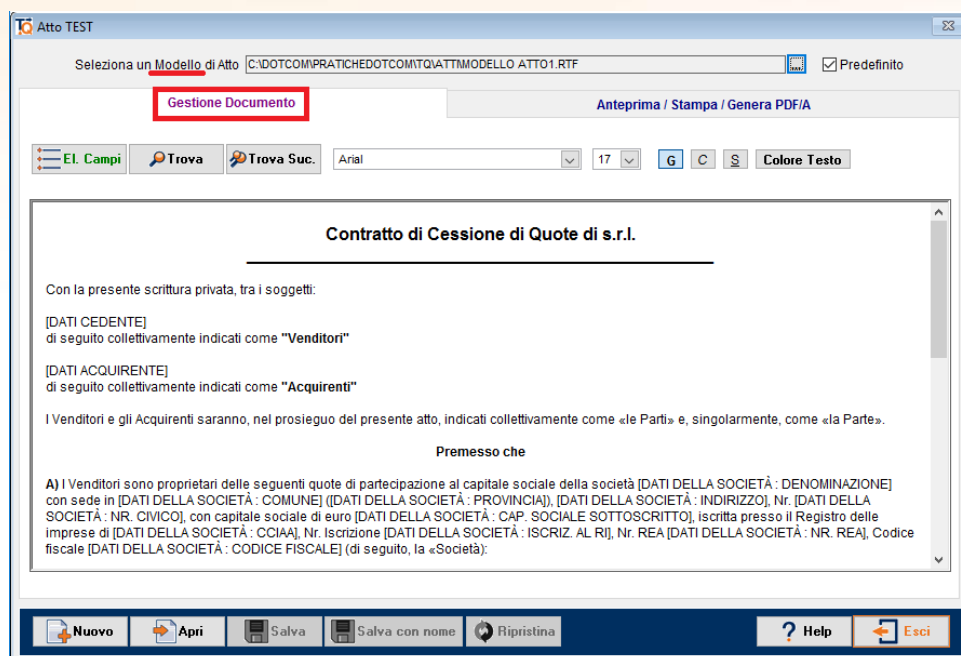 TQ Atto TEST
Seleziona un Modello di Atto C:\DOTCOM\PRATICHEDOTCOM\TQ\ATTI\MODELLO ATTO1.RTF ... Predefinito
Gestione Documento Anteprima / Stampa / Genera PDF/A
El. Campi Trova Trova Suc. Arial 17 G C S Colore Testo
Contratto di Cessione di Quote di s.r.l.
Con la presente scrittura privata, tra i soggetti:
[DATI CEDENTE]
di seguito collettivamente indicati come "Venditori"
[DATI ACQUIRENTE]
di seguito collettivamente indicati come "Acquirenti"
I Venditori e gli Acquirenti saranno, nel prosieguo del presente atto, indicati collettivamente come «le Parti» e, singolarmente, come «la Parte».
Premesso che
A) I Venditori sono proprietari delle seguenti quote di partecipazione al capitale sociale della società [DATI DELLA SOCIETÀ : DENOMINAZIONE]
con sede in [DATI DELLA SOCIETÀ : COMUNE] ([DATI DELLA SOCIETÀ : PROVINCIA]), [DATI DELLA SOCIETÀ : INDIRIZZO], Nr. [DATI DELLA
SOCIETÀ : NR. CIVICO], con capitale sociale di euro [DATI DELLA SOCIETÀ : CAP. SOCIALE SOTTOSCRITTO], iscritta presso il Registro delle
imprese di [DATI DELLA SOCIETÀ : CCIAA], Nr. Iscrizione [DATI DELLA SOCIETÀ : ISCRIZ. AL RI], Nr. REA [DATI DELLA SOCIETÀ : NR. REA], Codice
fiscale [DATI DELLA SOCIETÀ : CODICE FISCALE] (di seguito, la «Società):
Nuovo Apri Salva Salva con nome Ripristina ? Help Esci